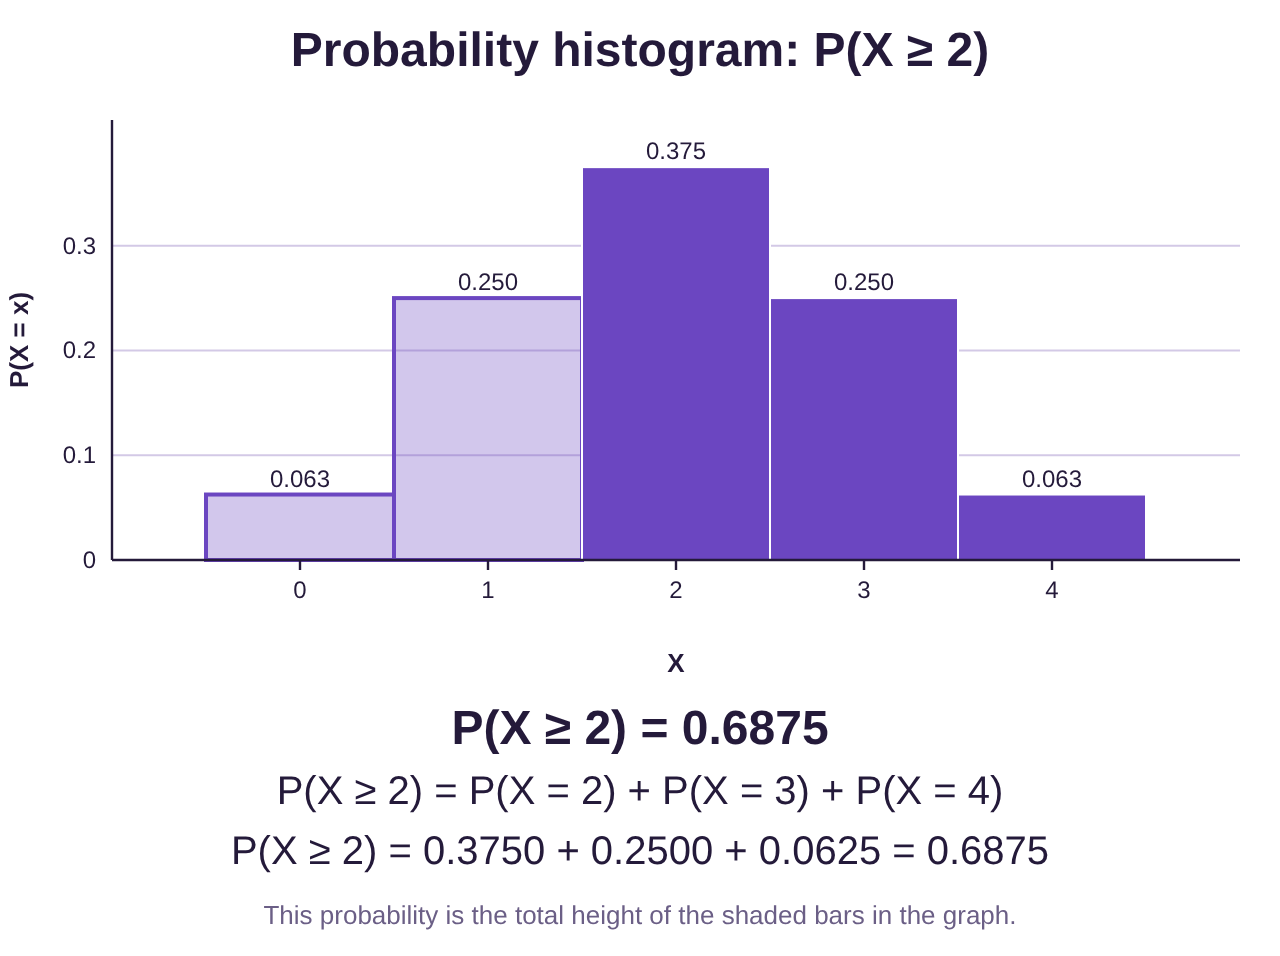 Probability histogram: P(X ≥ 2)
0.375
0.3
0.250
0.250
P(X = x)
0.2
0.1
0.063
0.063
0
0
1
2
3
4
X
P(X ≥ 2) = 0.6875
P(X ≥ 2) = P(X = 2) + P(X = 3) + P(X = 4)
P(X ≥ 2) = 0.3750 + 0.2500 + 0.0625 = 0.6875
This probability is the total height of the shaded bars in the graph.